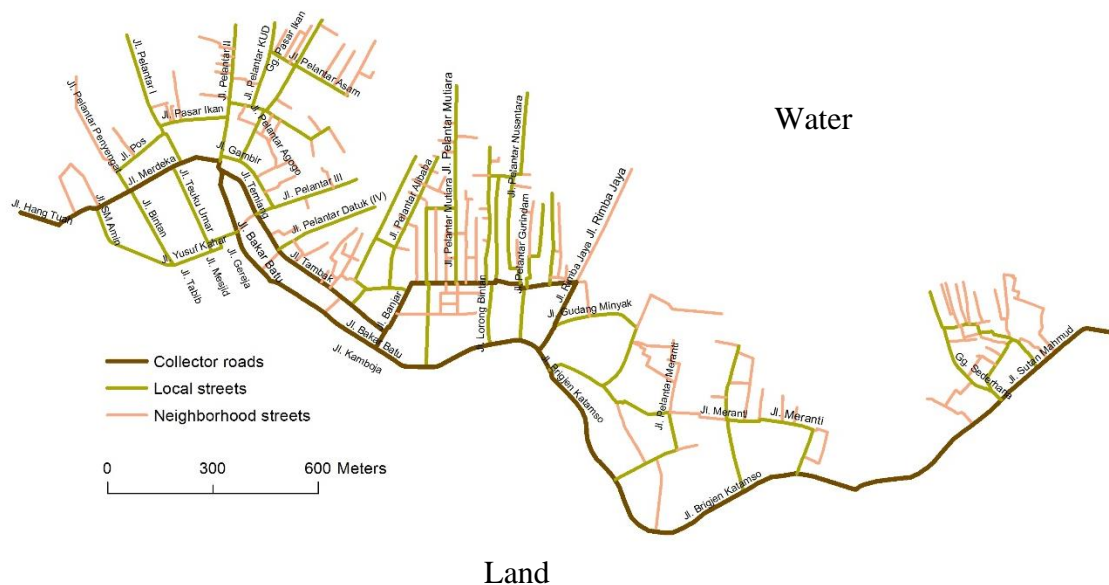 Water
Jl. Pelantar I
Jl. Pelantar II
Jl. Pelantar KUD
Gg. Pasar Ikan
Jl. Pelantar Asam
Jl. Pelantar Penyengat
Jl. Pos
Jl. Pasar Ikan
Jl. Pelantar Agogo
Jl. Gambir
Jl. Merdeka
Jl. Hang Tuah
Jl. SM Amin
Jl. Bintan
Jl. Teuku Umar
Jl. Temiang
Jl. Pelantar III
Jl. Pelantar Datuk (IV)
Jl. Yusuf Kahar
Jl. Tabib
Jl. Mesjid
Jl. Gereja
Jl. Bakar Batu
Jl. Tambak
Jl. Pelantat Alibaba
Jl. Pelantar Mutiara
Jl. Pelantar Mutiara
Jl. Pelantar Nusantara
Jl. Pelantar Gurindam
Jl. Rimba Jaya
Jl. Rimba Jaya
Jl. Banjar
Jl. Bakar Batu
Jl. Kamboja
Jl. Lorong Bintan
Jl. Gudang Minyak
Jl. Brigjen Katamso
Jl. Pelantar Meranti
Jl. Meranti
Jl. Meranti
Jl. Brigjen Katamso
Gg. Sederhana
Jl. Sutan Mahmud
Collector roads
Local streets
Neighborhood streets
0 300 600 Meters
Land